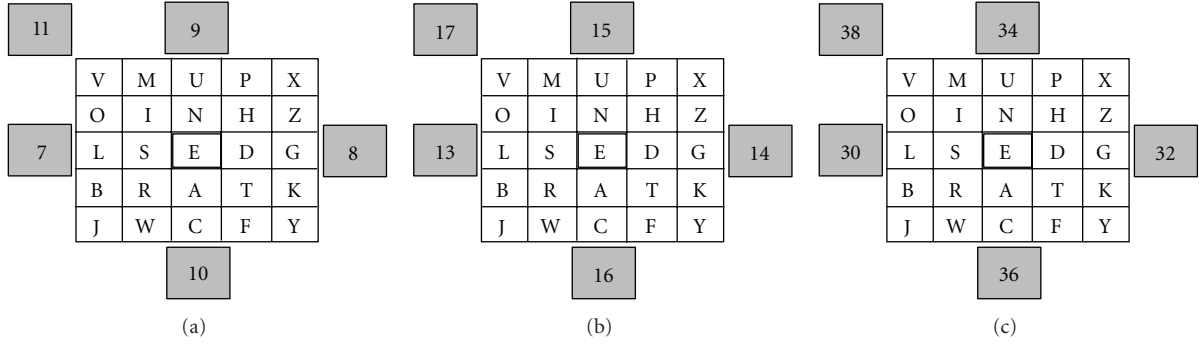 11 9
V M U P X
O I N H Z
7 L S E D G 8
B R A T K
J W C F Y
10
(a)
17 15
V M U P X
O I N H Z
13 L S E D G 14
B R A T K
J W C F Y
16
(b)
38 34
V M U P X
O I N H Z
30 L S E D G 32
B R A T K
J W C F Y
36
(c)